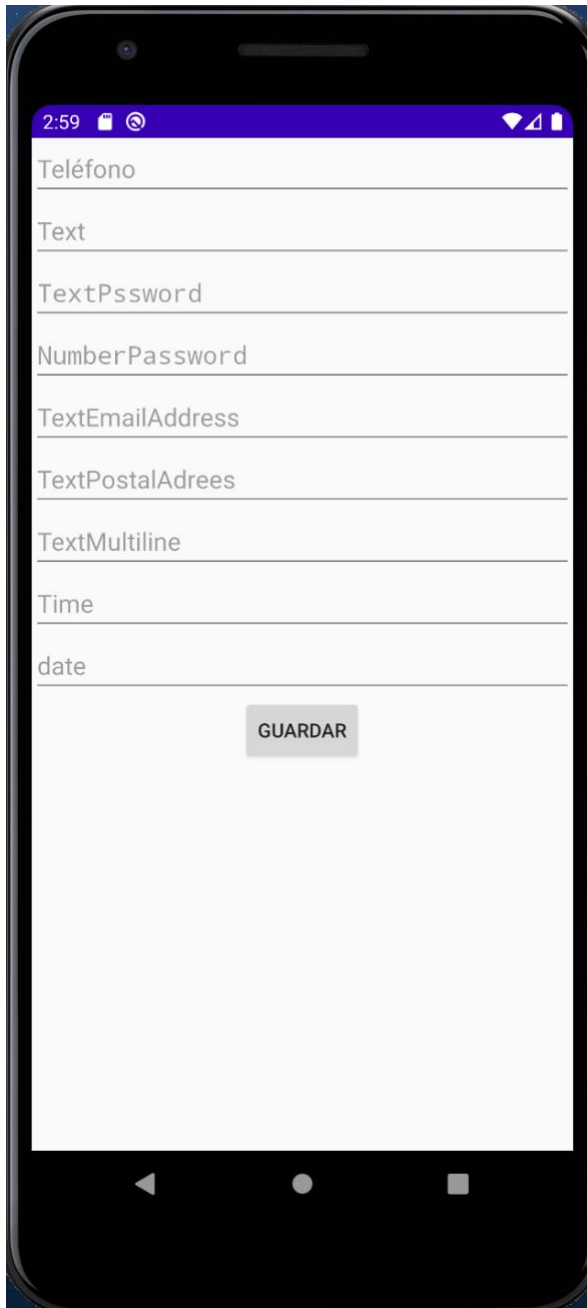 2:59
Teléfono
Text
TextPssword
NumberPassword
TextEmailAddress
TextPostalAdrees
TextMultiline
Time
date
GUARDAR